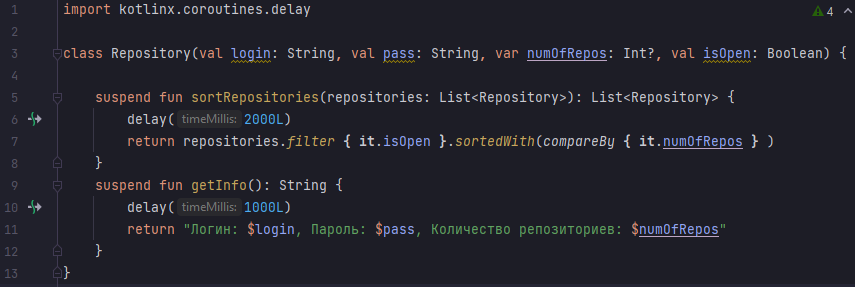 1 import kotlinx.coroutines.delay 4
2
3 class Repository(val login: String, val pass: String, var numOfRepos: Int?, val isOpen: Boolean) {
4
5 suspend fun sortRepositories(repositories: List<Repository>): List<Repository> {
6 delay( timeMillis: 2000L)
7 return repositories.filter { it.isOpen }.sortedWith(compareBy { it.numOfRepos } )
8 }
9 suspend fun getInfo(): String {
10 delay( timeMillis: 1000L)
11 return "Логин: $login, Пароль: $pass, Количество репозиториев: $numOfRepos"
12 }
13 }